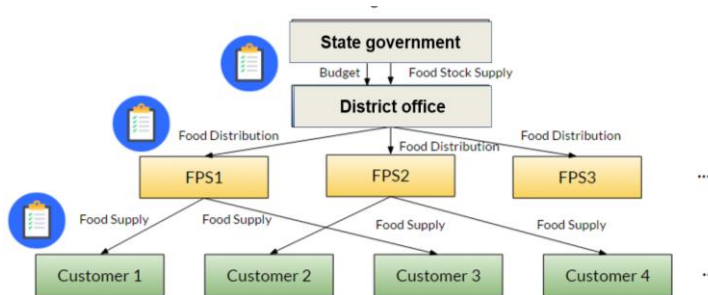 State government
Budget Food Stock Supply
District office
Food Distribution Food Distribution Food Distribution
FPS1 FPS2 FPS3 ...
Food Supply Food Supply Food Supply Food Supply
Customer 1 Customer 2 Customer 3 Customer 4 ...